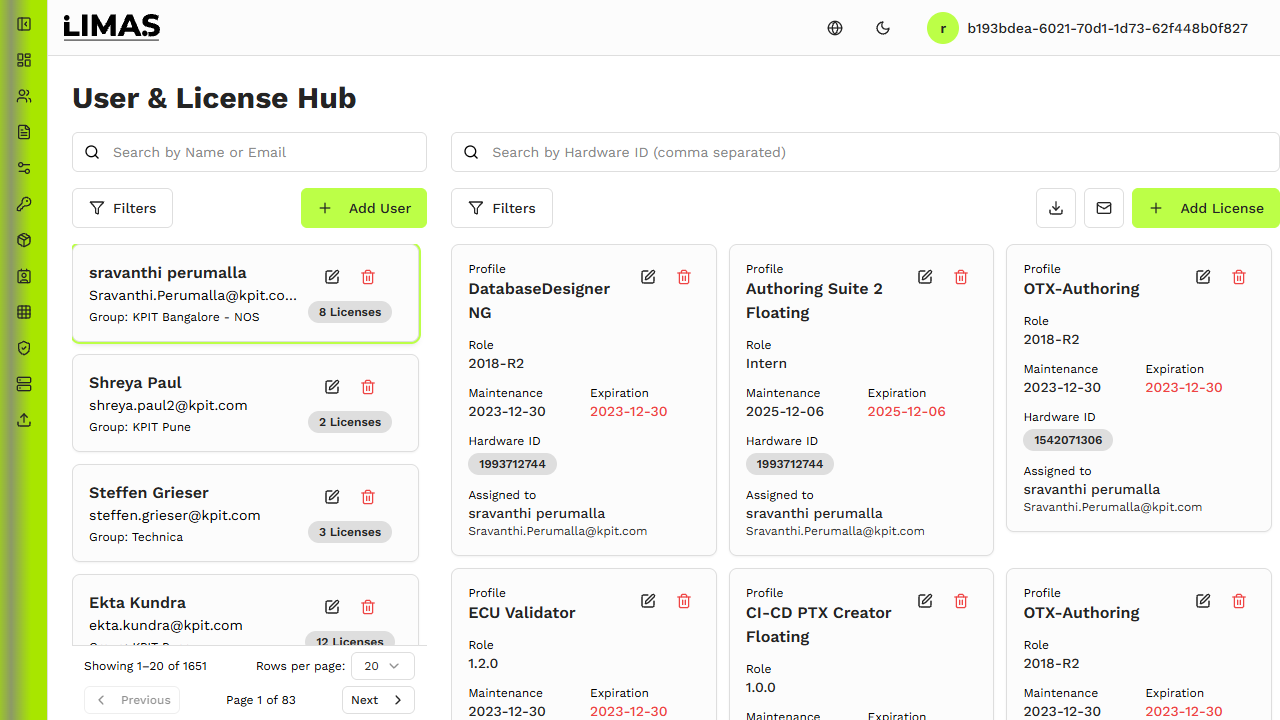 LIMAS
r
b193bdea-6021-70d1-1d73-62f448b0f827
User & License Hub
Search by Name or Email
Filters
Add User
sravanthi perumalla
Sravanthi.Perumalla@kpit.co...
Group: KPIT Bangalore - NOS
8 Licenses
Shreya Paul
shreya.paul2@kpit.com
Group: KPIT Pune
2 Licenses
Steffen Grieser
steffen.grieser@kpit.com
Group: Technica
3 Licenses
Ekta Kundra
ekta.kundra@kpit.com
12 Licenses
Showing 1–20 of 1651
Rows per page:
20
Previous
Page 1 of 83
Next
Search by Hardware ID (comma separated)
Filters
Add License
Profile
DatabaseDesigner
NG
Role
2018-R2
Maintenance
Expiration
2023-12-30
2023-12-30
Hardware ID
1993712744
Assigned to
sravanthi perumalla
Sravanthi.Perumalla@kpit.com
Profile
Authoring Suite 2
Floating
Role
Intern
Maintenance
Expiration
2025-12-06
2025-12-06
Hardware ID
1993712744
Assigned to
sravanthi perumalla
Sravanthi.Perumalla@kpit.com
Profile
OTX-Authoring
Role
2018-R2
Maintenance
Expiration
2023-12-30
2023-12-30
Hardware ID
1542071306
Assigned to
sravanthi perumalla
Sravanthi.Perumalla@kpit.com
Profile
ECU Validator
Role
1.2.0
Maintenance
Expiration
2023-12-30
2023-12-30
Profile
CI-CD PTX Creator
Floating
Role
1.0.0
Maintenance
Expiration
Profile
OTX-Authoring
Role
2018-R2
Maintenance
Expiration
2023-12-30
2023-12-30